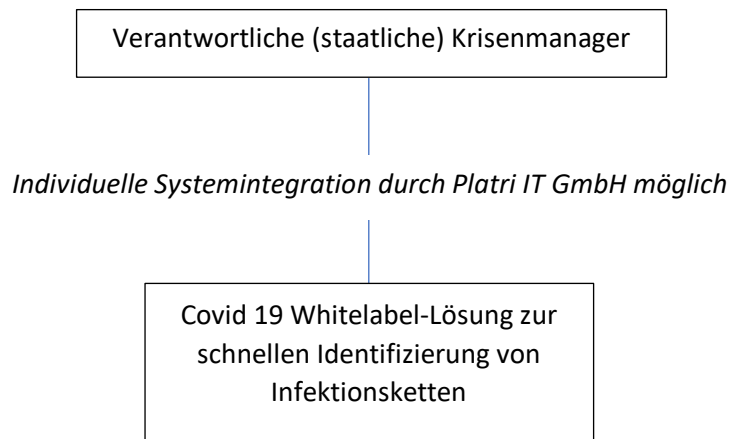 Verantwortliche (staatliche) Krisenmanager
Individuelle Systemintegration durch Platri IT GmbH möglich
Covid 19 Whitelabel-Lösung zur
schnellen Identifizierung von
Infektionsketten